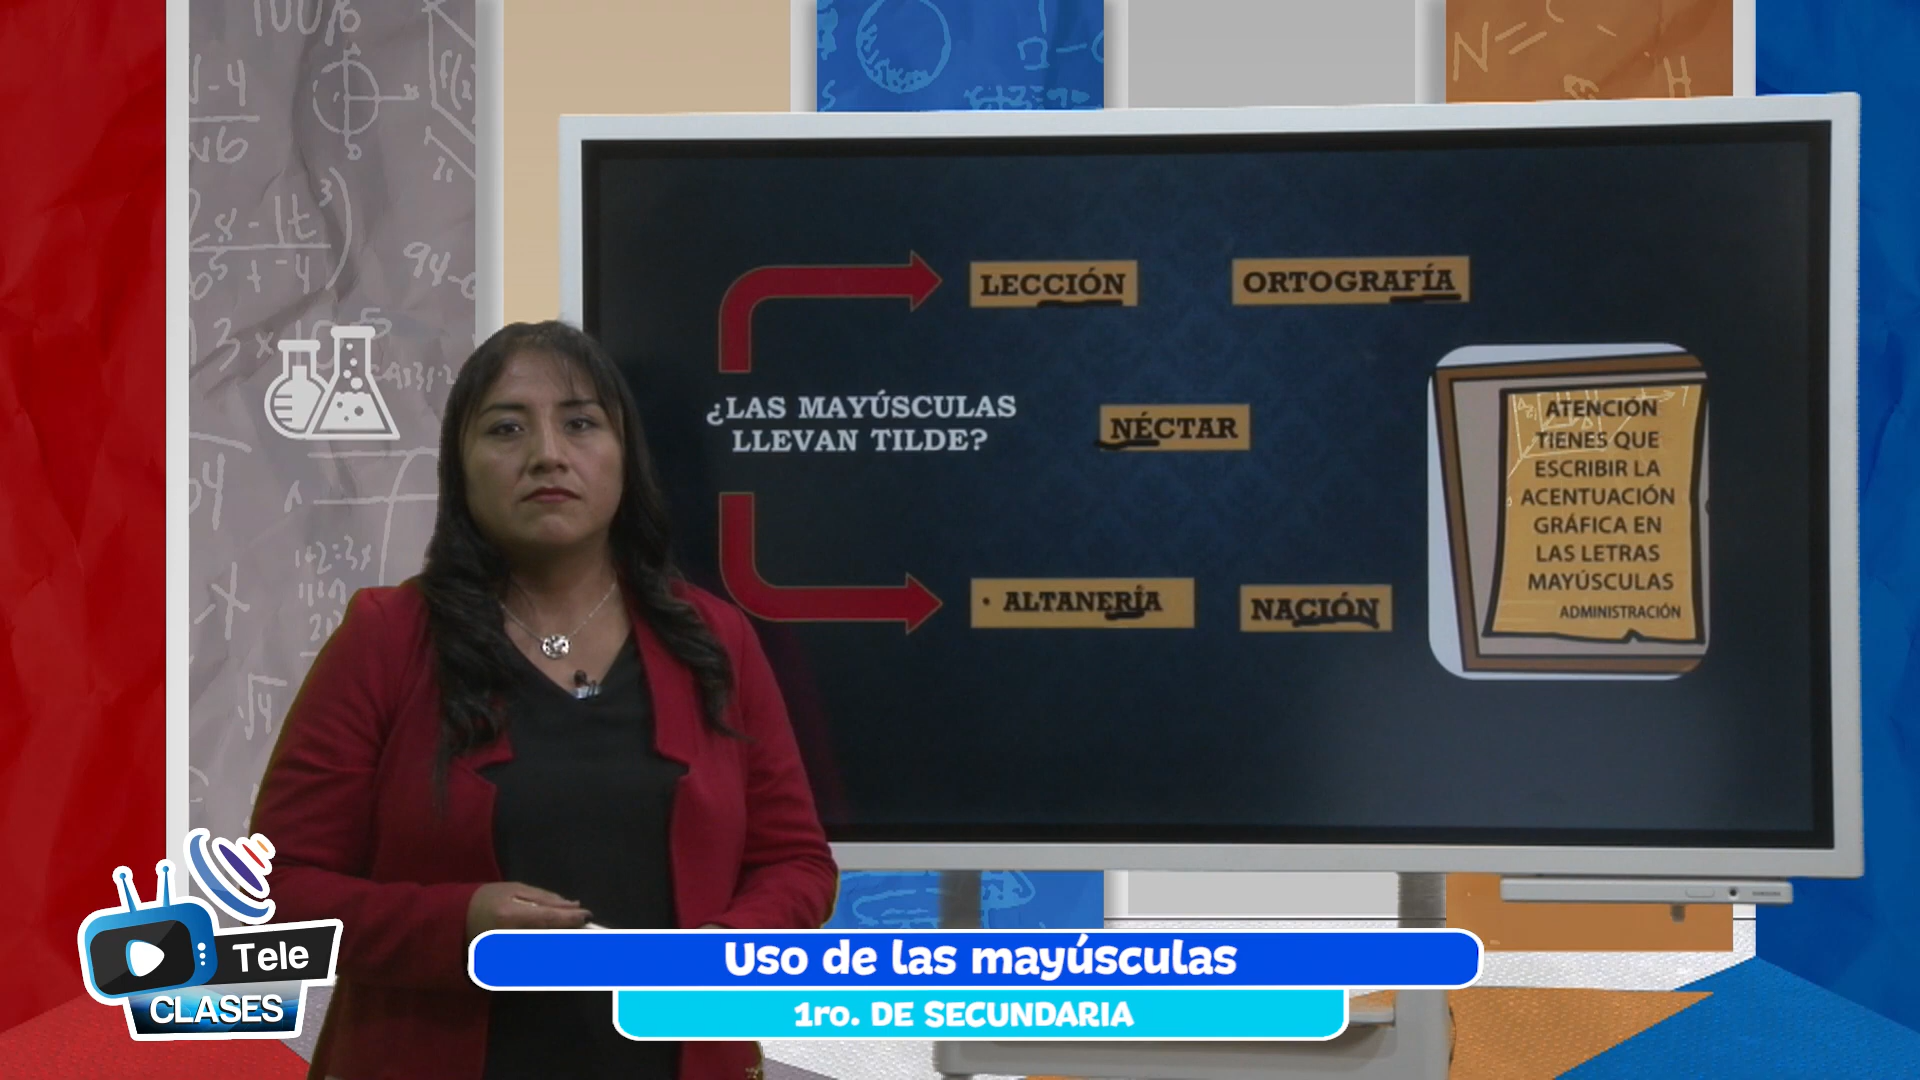 LECCIÓN
ORTOGRAFÍA
¿LAS MAYÚSCULAS
LLEVAN TILDE?
NÉCTAR
· ALTANERÍA
NACIÓN
ATENCIÓN
TIENES QUE
ESCRIBIR LA
ACENTUACIÓN
GRÁFICA EN
LAS LETRAS
MAYÚSCULAS
ADMINISTRACIÓN
Tele
CLASES
Uso de las mayúsculas
1ro. DE SECUNDARIA